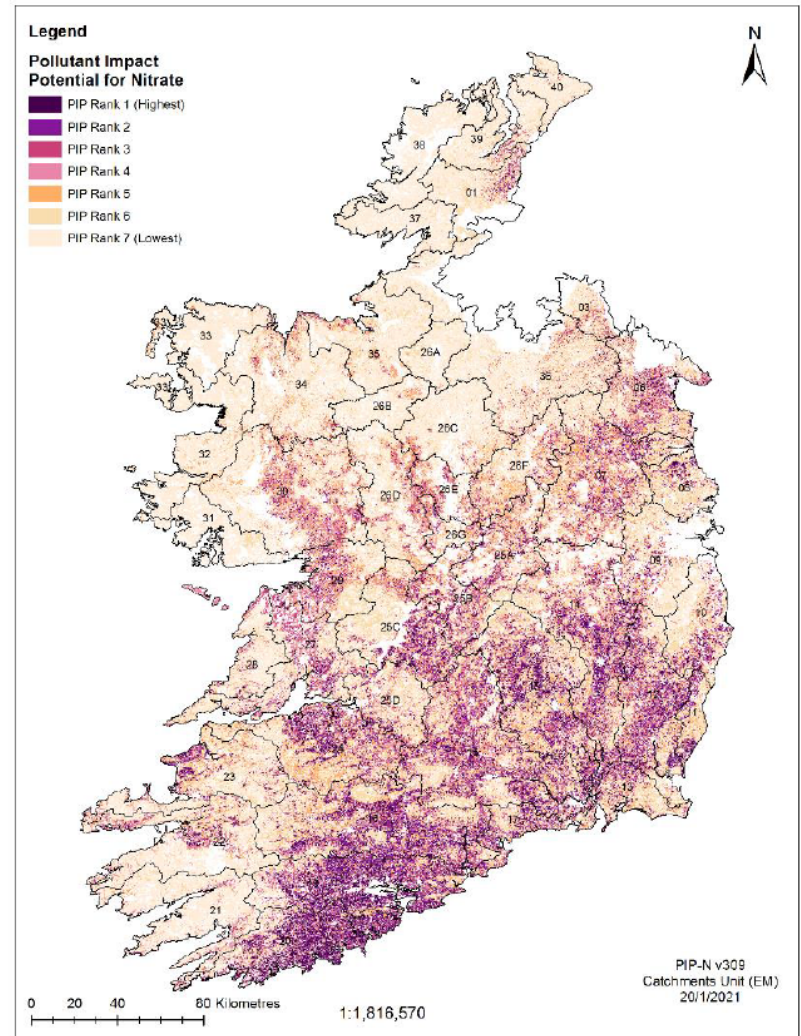 Legend
N
Pollutant Impact
Potential for Nitrate
PIP Rank 1 (Highest)
PIP Rank 2
PIP Rank 3
PIP Rank 4
PIP Rank 5
PIP Rank 6
PIP Rank 7 (Lowest)
40
39
38
01
37
03
33
33
35
26A
36
34
06
33
26B
26C
32
26F
07
26D
26E
30
08
31
26G
25A
29
09
25B
10
25C
27
28
25D
23
22
17
18
21
20
0 20 40 80 Kilometres
1:1,816,570
PIP-N v309
Catchments Unit (EM)
20/1/2021